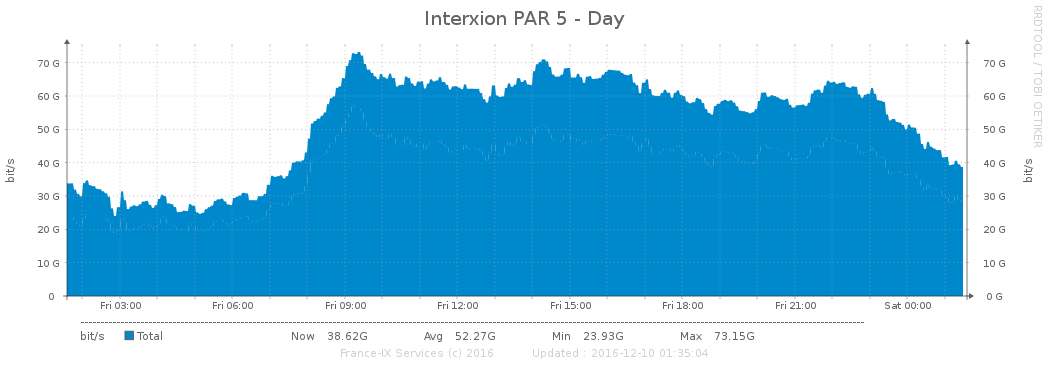 Interxion PAR 5 - Day
RRDTOOL / TOBI OETIKER
bit/s
70 G 70 G
60 G 60 G
50 G 50 G
40 G 40 G
30 G 30 G
20 G 20 G
10 G 10 G
0 0 G
bit/s
Fri 03:00 Fri 06:00 Fri 09:00 Fri 12:00 Fri 15:00 Fri 18:00 Fri 21:00 Sat 00:00
bit/s Total Now 38.62G Avg 52.27G Min 23.93G Max 73.15G
France-IX Services (c) 2016 Updated : 2016-12-10 01:35:04